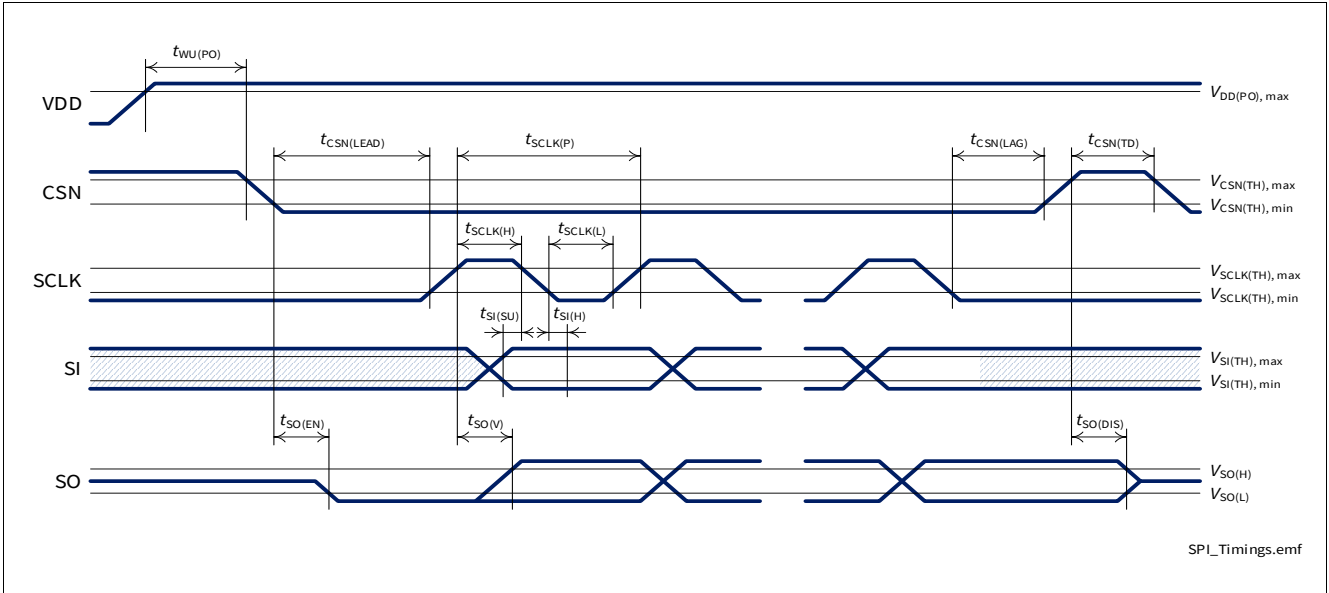 tWU(PO)
VDD
VDD(PO), max
tCSN(LEAD)
tSCLK(P)
tCSN(LAG)
tCSN(TD)
CSN
VCSN(TH), max
VCSN(TH), min
tSCLK(H)
tSCLK(L)
SCLK
VSCLK(TH), max
VSCLK(TH), min
tSI(SU)
tSI(H)
SI
VSI(TH), max
VSI(TH), min
tSO(EN)
tSO(V)
tSO(DIS)
SO
VSO(H)
VSO(L)
SPI_Timings.emf